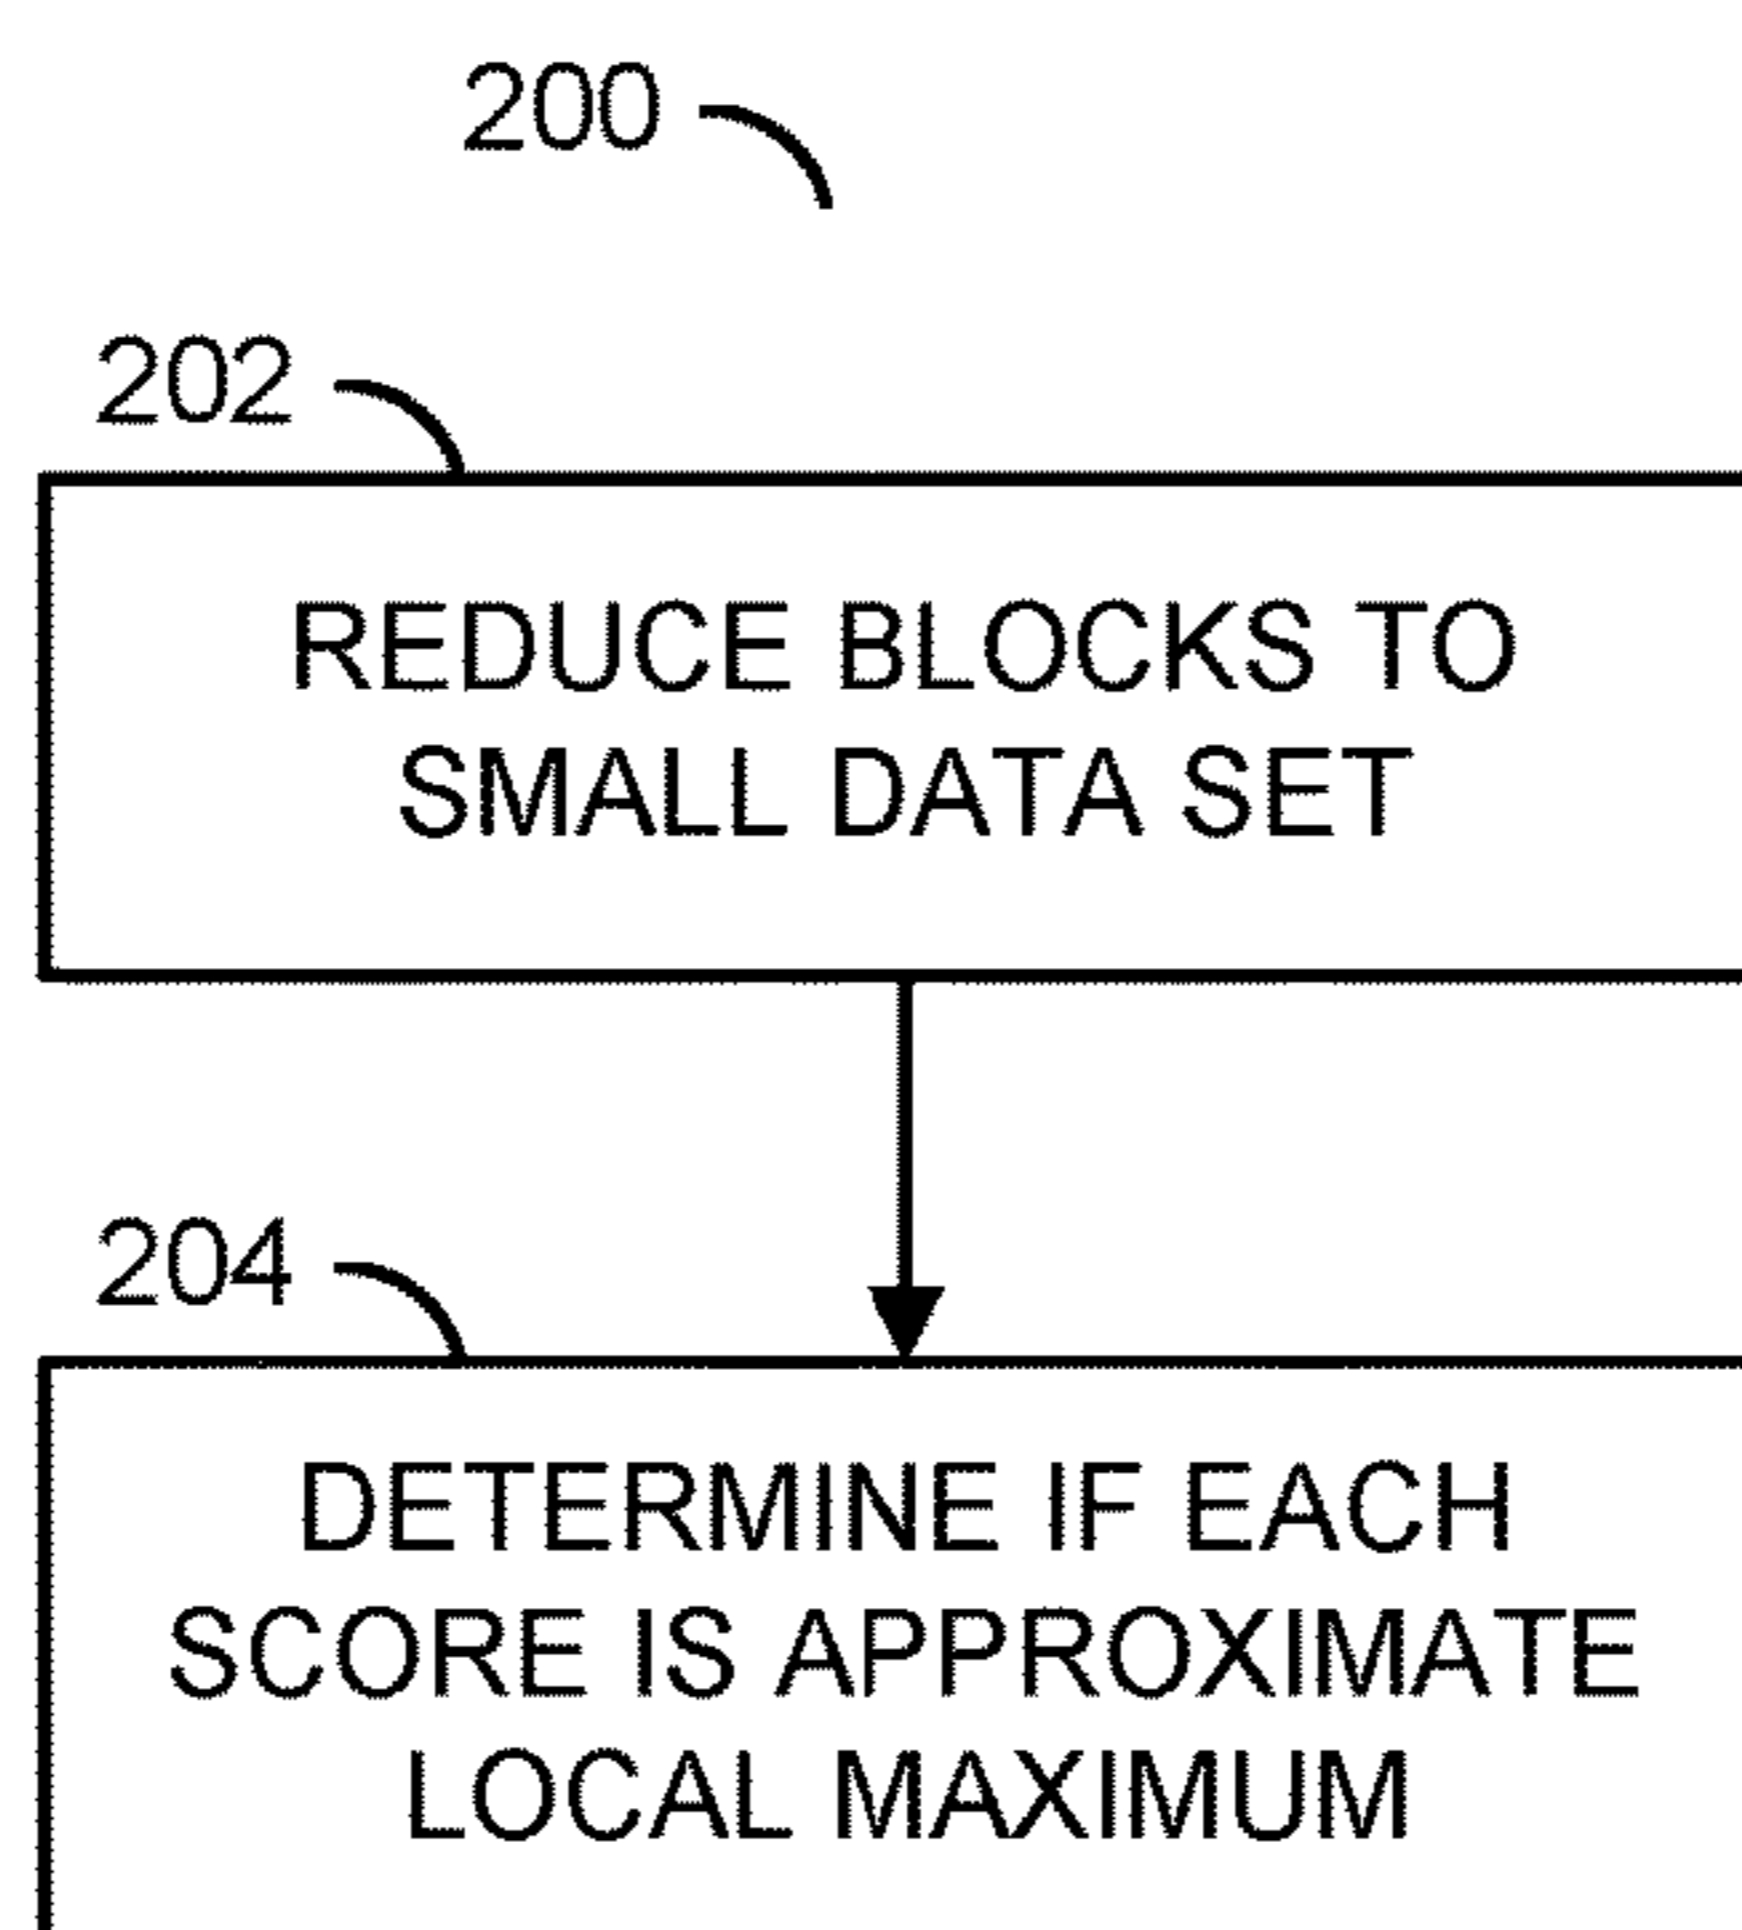 200
202
REDUCE BLOCKS TO
SMALL DATA SET
204
DETERMINE IF EACH
SCORE IS APPROXIMATE
LOCAL MAXIMUM